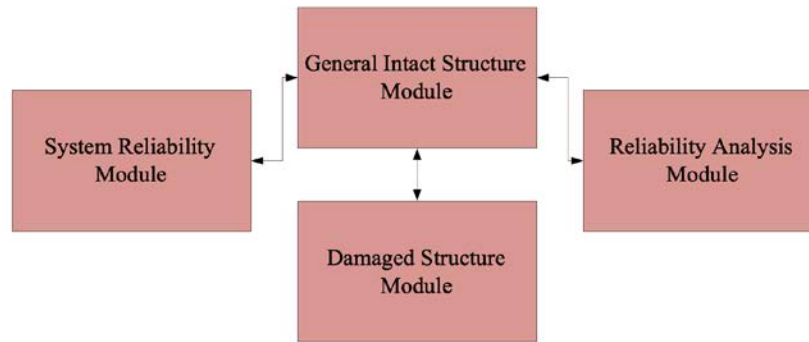 General Intact Structure
Module
System Reliability
Module
Reliability Analysis
Module
Damaged Structure
Module